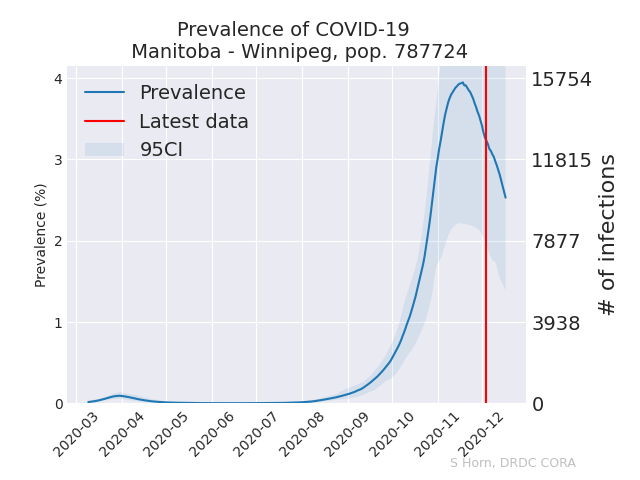 Prevalence of COVID-19
Manitoba - Winnipeg, pop. 787724
Prevalence
Latest data
95CI
Prevalence (%)
4
3
2
1
0
15754
11815
7877
3938
0
# of infections
2020-03
2020-04
2020-05
2020-06
2020-07
2020-08
2020-09
2020-10
2020-11
2020-12
S Horn, DRDC CORA